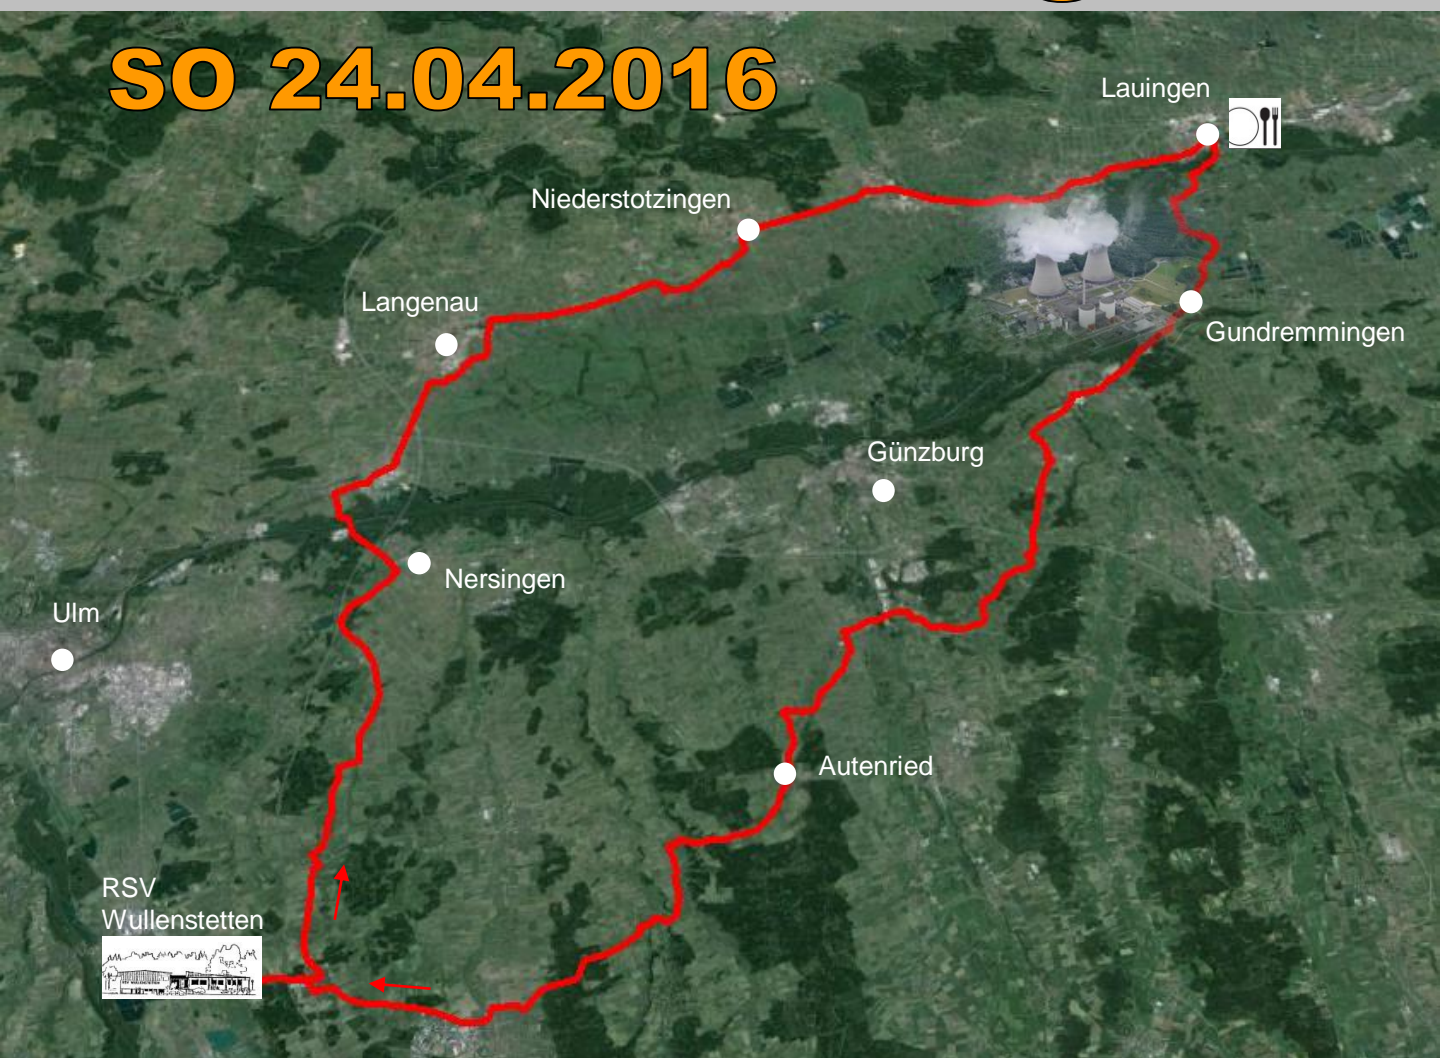 SO 24.04.2016
Lauingen
Niederstotzingen
Langenau
Gundremmingen
Günzburg
Nersingen
Ulm
Autenried
RSV
Wullenstetten